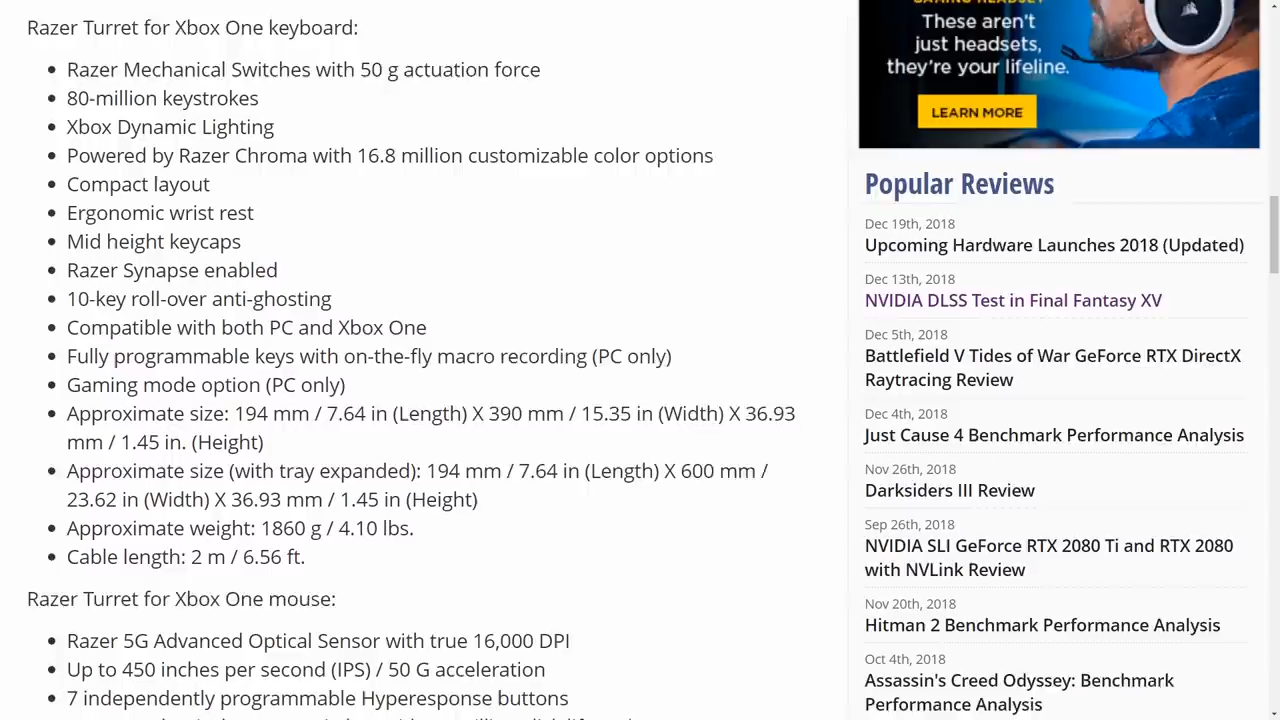 Razer Turret for Xbox One keyboard:
Razer Mechanical Switches with 50 g actuation force
80-million keystrokes
Xbox Dynamic Lighting
Powered by Razer Chroma with 16.8 million customizable color options
Compact layout
Ergonomic wrist rest
Mid height keycaps
Razer Synapse enabled
10-key roll-over anti-ghosting
Compatible with both PC and Xbox One
Fully programmable keys with on-the-fly macro recording (PC only)
Gaming mode option (PC only)
Approximate size: 194 mm / 7.64 in (Length) X 390 mm / 15.35 in (Width) X 36.93
mm / 1.45 in. (Height)
Approximate size (with tray expanded): 194 mm / 7.64 in (Length) X 600 mm /
23.62 in (Width) X 36.93 mm / 1.45 in (Height)
Approximate weight: 1860 g / 4.10 lbs.
Cable length: 2 m / 6.56 ft.
Razer Turret for Xbox One mouse:
Razer 5G Advanced Optical Sensor with true 16,000 DPI
Up to 450 inches per second (IPS) / 50 G acceleration
7 independently programmable Hyperesponse buttons
These aren't
just headsets,
they're your lifeline.
LEARN MORE
Popular Reviews
Dec 19th, 2018
Upcoming Hardware Launches 2018 (Updated)
Dec 13th, 2018
NVIDIA DLSS Test in Final Fantasy XV
Dec 5th, 2018
Battlefield V Tides of War GeForce RTX DirectX
Raytracing Review
Dec 4th, 2018
Just Cause 4 Benchmark Performance Analysis
Nov 26th, 2018
Darksiders III Review
Sep 26th, 2018
NVIDIA SLI GeForce RTX 2080 Ti and RTX 2080
with NVLink Review
Nov 20th, 2018
Hitman 2 Benchmark Performance Analysis
Oct 4th, 2018
Assassin's Creed Odyssey: Benchmark
Performance Analysis